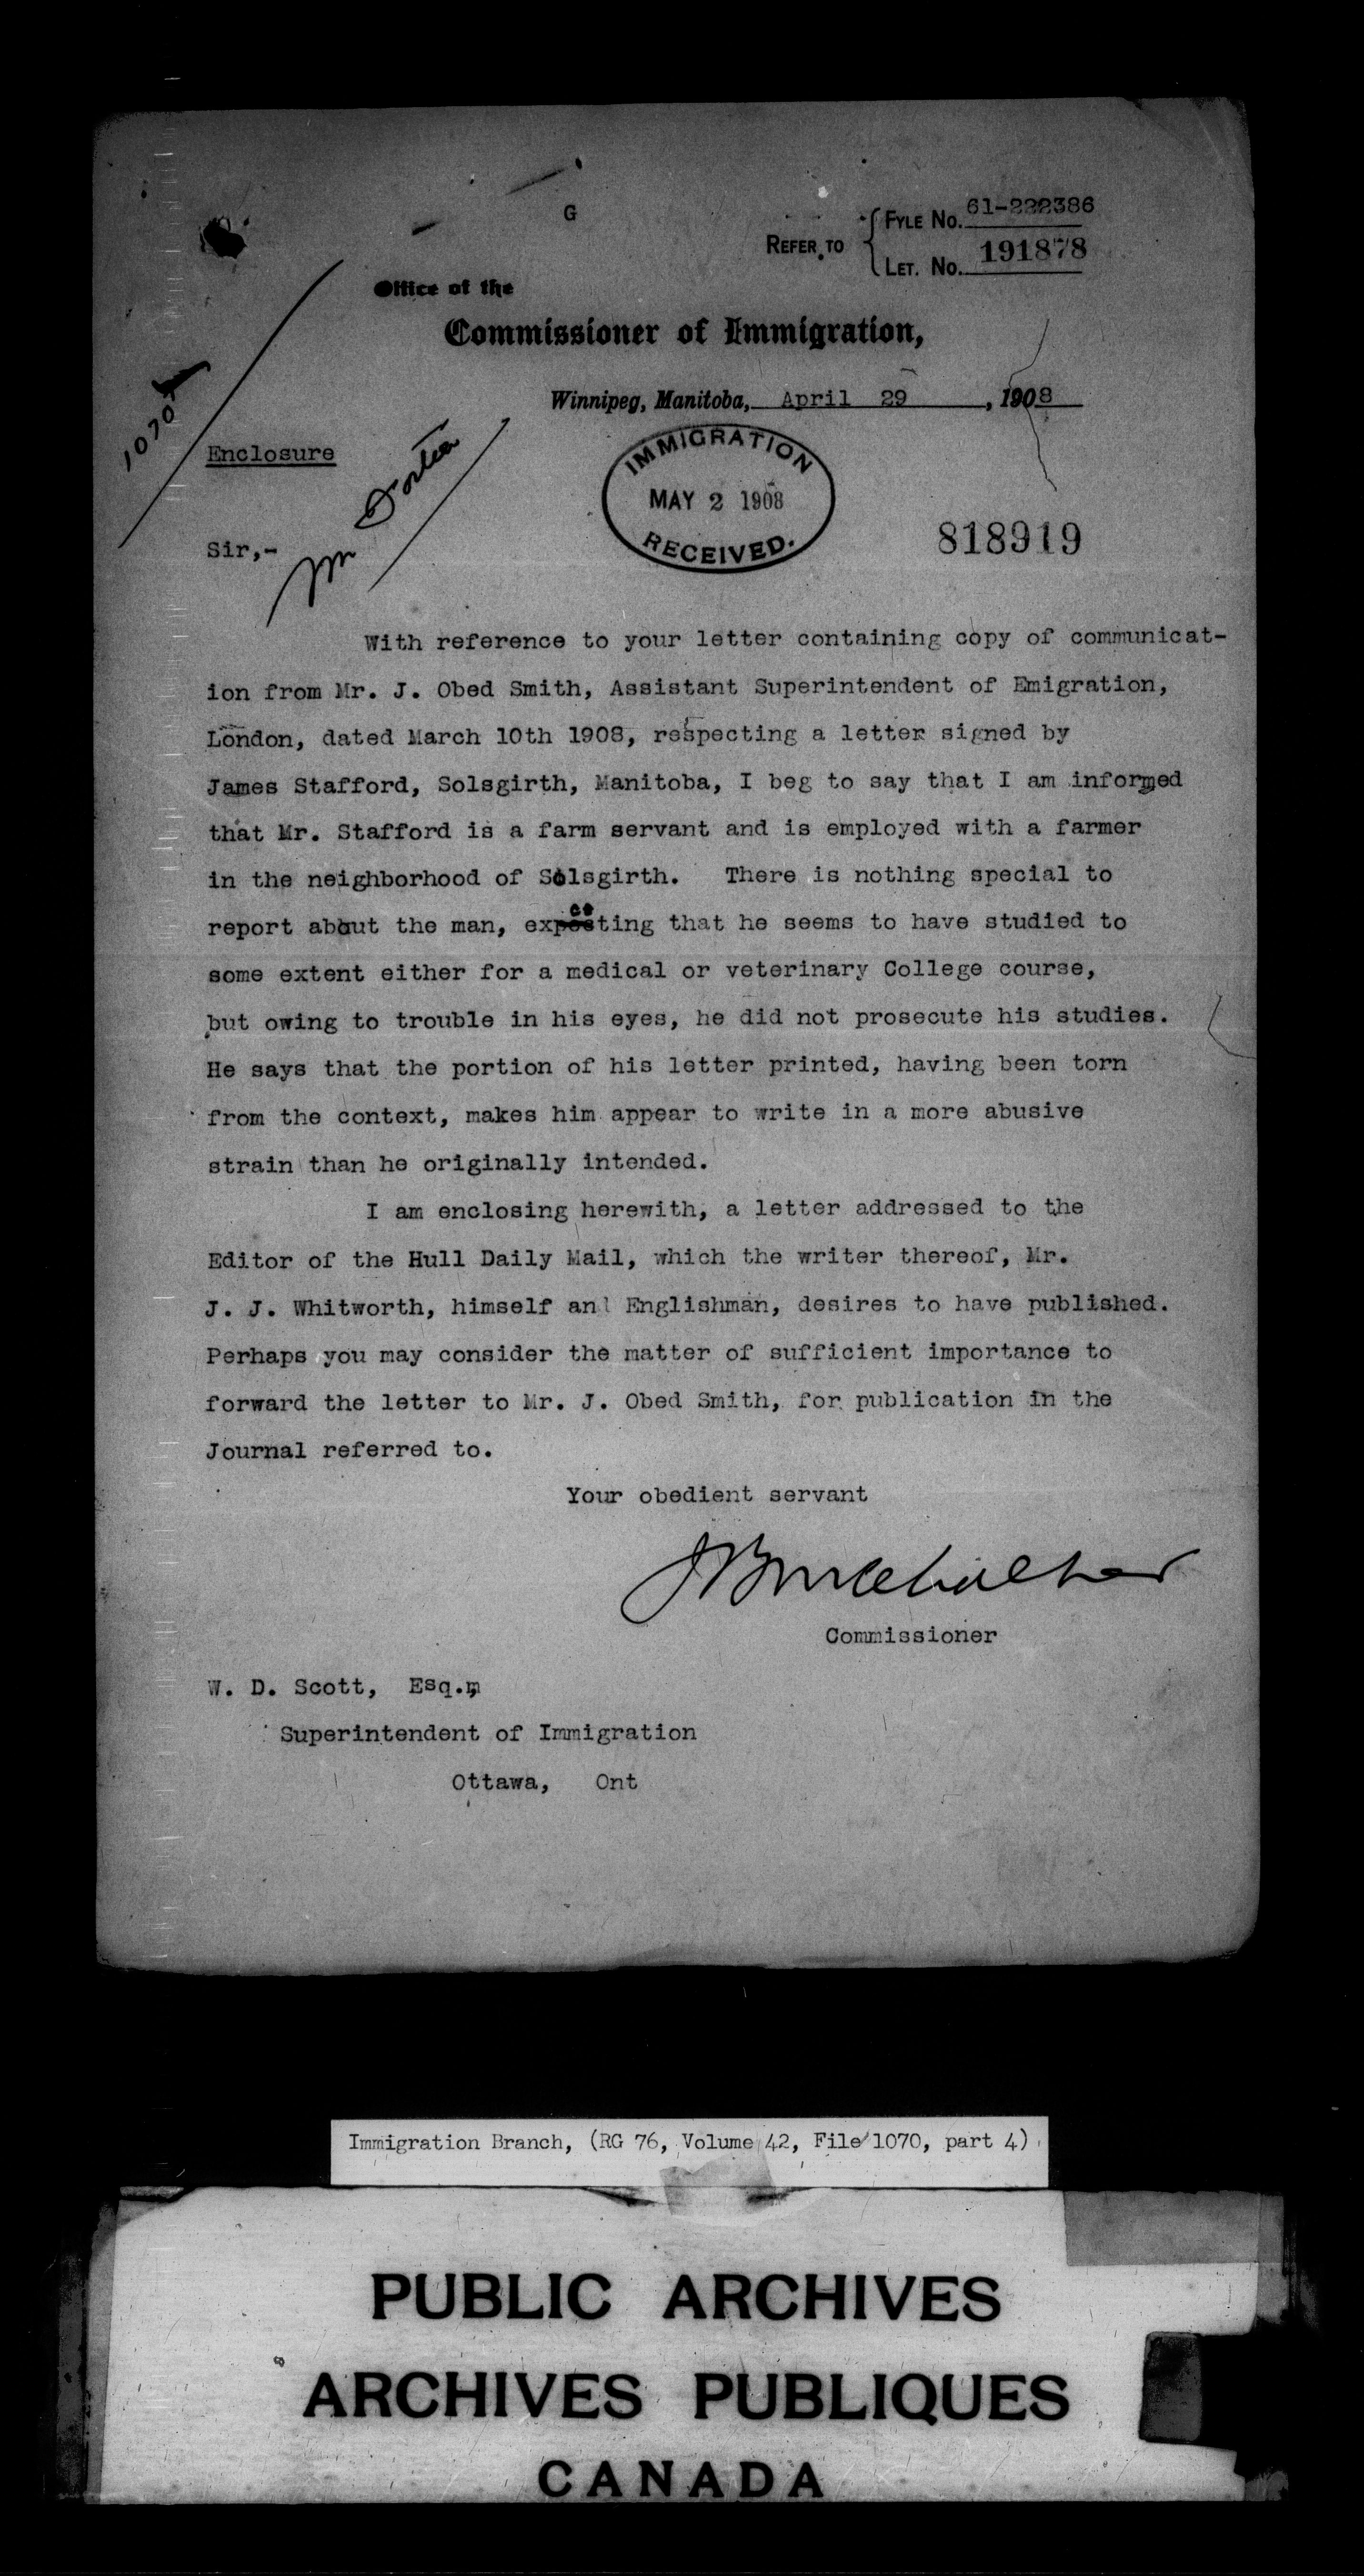 G
REFER TO
FYLE No. 61-222386
LET. No. 191878
Office of the
Commissioner of Immigration,
Winnipeg, Manitoba, April 29, 1908
1070
Enclosure
IMMIGRATION
MAY 2 1908
RECEIVED.
818919
Sir,-
Mr
With reference to your letter containing copy of communicat-
ion from Mr. J. Obed Smith, Assistant Superintendent of Emigration,
London, dated March 10th 1908, respecting a letter signed by
James Stafford, Solsgirth, Manitoba, I beg to say that I am informed
that Mr. Stafford is a farm servant and is employed with a farmer
in the neighborhood of Solsgirth. There is nothing special to
report about the man, expecting that he seems to have studied to
some extent either for a medical or veterinary College course,
but owing to trouble in his eyes, he did not prosecute his studies.
He says that the portion of his letter printed, having been torn
from the context, makes him appear to write in a more abusive
strain than he originally intended.
I am enclosing herewith, a letter addressed to the
Editor of the Hull Daily Mail, which the writer thereof, Mr.
J. J. Whitworth, himself an Englishman, desires to have published.
Perhaps you may consider the matter of sufficient importance to
forward the letter to Mr. J. Obed Smith, for publication in the
Journal referred to.
Your obedient servant
Commissioner
W. D. Scott, Esq.,
Superintendent of Immigration
Ottawa, Ont
Immigration Branch, (RG 76, Volume 42, File 1070, part 4)
PUBLIC ARCHIVES
ARCHIVES PUBLIQUES
CANADA